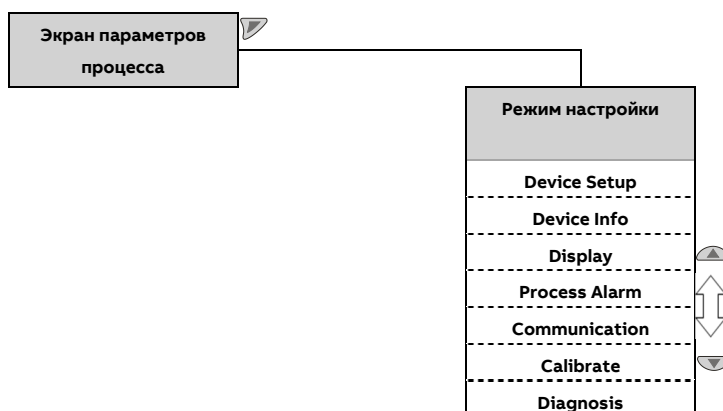 Экран параметров
процесса
Режим настройки
Device Setup
Device Info
Display
Process Alarm
Communication
Calibrate
Diagnosis